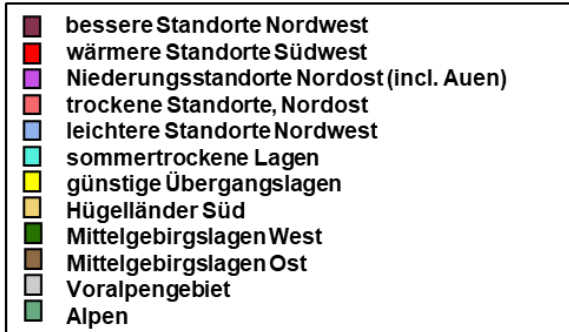 bessere Standorte Nordwest
wärmere Standorte Südwest
Niederungsstandorte Nordost (incl. Auen)
trockene Standorte, Nordost
leichtere Standorte Nordwest
sommertrockene Lagen
günstige Übergangslagen
Hügelländer Süd
Mittelgebirgslagen West
Mittelgebirgslagen Ost
Voralpengebiet
Alpen